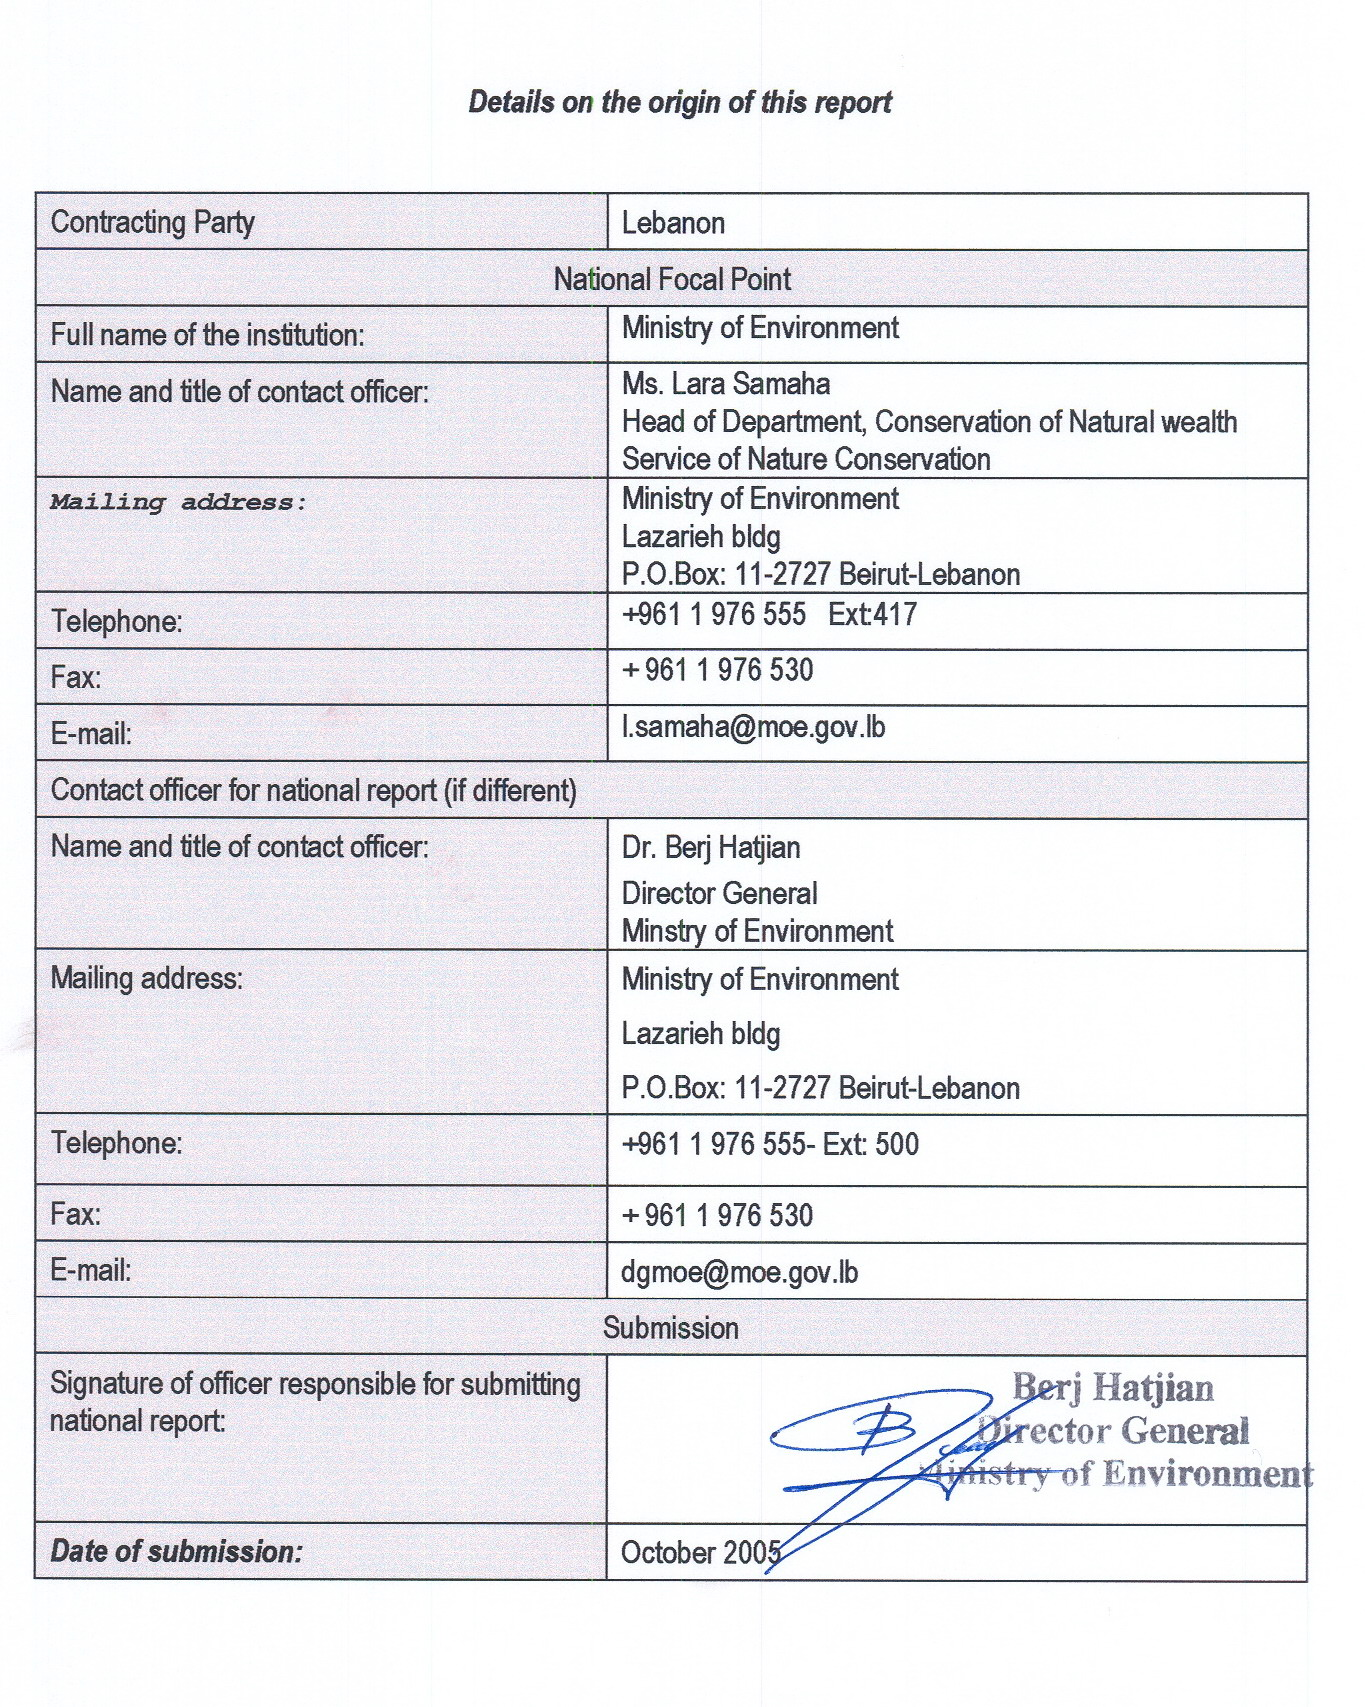 Details on the origin of this report
Contracting Party
Lebanon
National Focal Point
Full name of the institution:
Ministry of Environment
Name and title of contact officer:
Ms. Lara Samaha
Head of Department, Conservation of Natural wealth
Service of Nature Conservation
Mailing address:
Ministry of Environment
Lazarieh bldg
P.O.Box: 11-2727 Beirut-Lebanon
Telephone:
+961 1 976 555   Ext:417
Fax:
+ 961 1 976 530
E-mail:
l.samaha@moe.gov.lb
Contact officer for national report (if different)
Name and title of contact officer:
Dr. Berj Hatjian
Director General
Minstry of Environment
Mailing address:
Ministry of Environment
Lazarieh bldg
P.O.Box: 11-2727 Beirut-Lebanon
Telephone:
+961 1 976 555- Ext: 500
Fax:
+ 961 1 976 530
E-mail:
dgmoe@moe.gov.lb
Submission
Signature of officer responsible for submitting
national report:
Berj Hatjian
Director General
Ministry of Environment
Date of submission:
October 2005